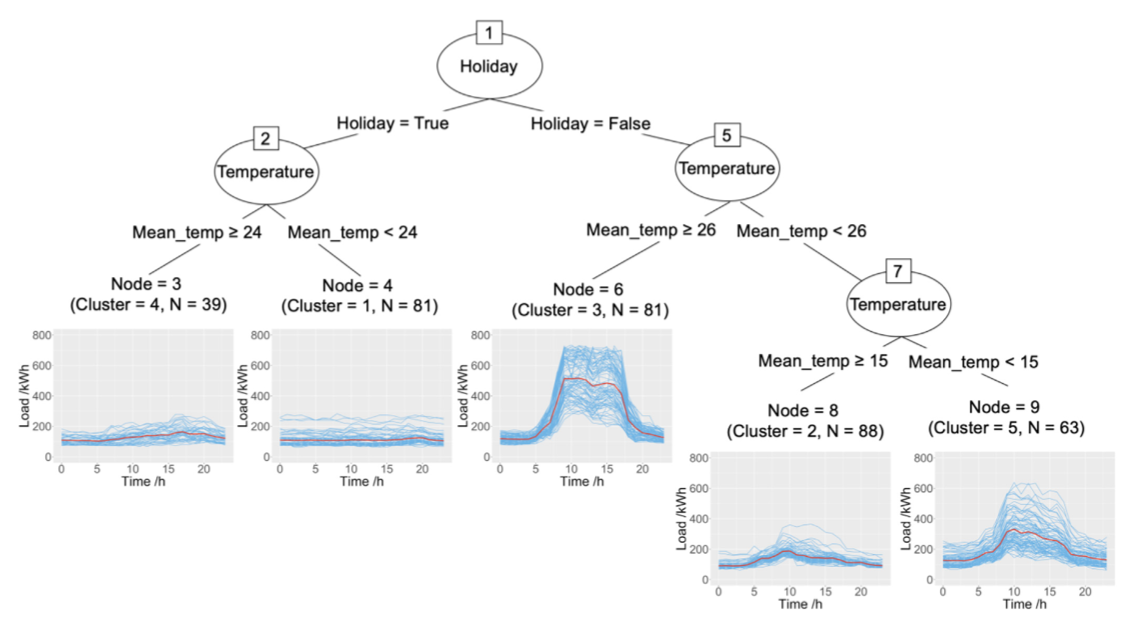 1
Holiday
Holiday = True
Holiday = False
2
Temperature
5
Temperature
Mean_temp ≥ 24
Mean_temp < 24
Mean_temp ≥ 26
Mean_temp < 26
Node = 3
(Cluster = 4, N = 39)
Node = 4
(Cluster = 1, N = 81)
Node = 6
(Cluster = 3, N = 81)
7
Temperature
800
600
400
200
0
Load /kWh
0 5 10 15 20
Time /h
800
600
400
200
0
Load /kWh
0 5 10 15 20
Time /h
800
600
400
200
0
Load /kWh
0 5 10 15 20
Time /h
Mean_temp ≥ 15
Mean_temp < 15
Node = 8
(Cluster = 2, N = 88)
Node = 9
(Cluster = 5, N = 63)
800
600
400
200
0
Load /kWh
0 5 10 15 20
Time /h
800
600
400
200
0
Load /kWh
0 5 10 15 20
Time /h